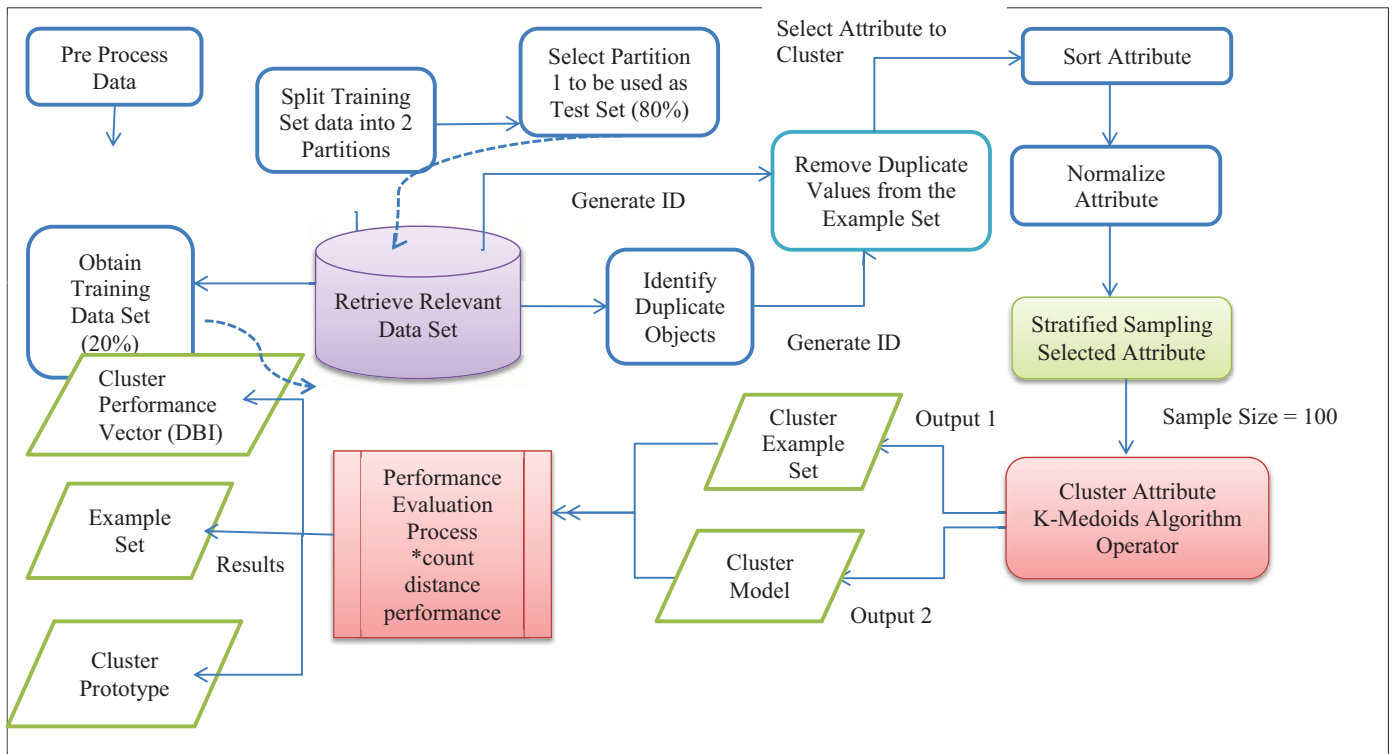 Pre Process
Data
Split Training
Set data into 2
Partitions
Select Partition
1 to be used as
Test Set (80%)
Select Attribute to
Cluster
Sort Attribute
Normalize
Attribute
Remove Duplicate
Values from the
Example Set
Generate ID
Obtain
Training
Data Set
(20%)
Retrieve Relevant
Data Set
Identify
Duplicate
Objects
Generate ID
Stratified Sampling
Selected Attribute
Sample Size = 100
Cluster
Performance
Vector (DBI)
Cluster
Example
Set
Output 1
Cluster Attribute
K-Medoids Algorithm
Operator
Performance
Evaluation
Process
*count
distance
performance
Example
Set
Results
Cluster
Model
Output 2
Cluster
Prototype